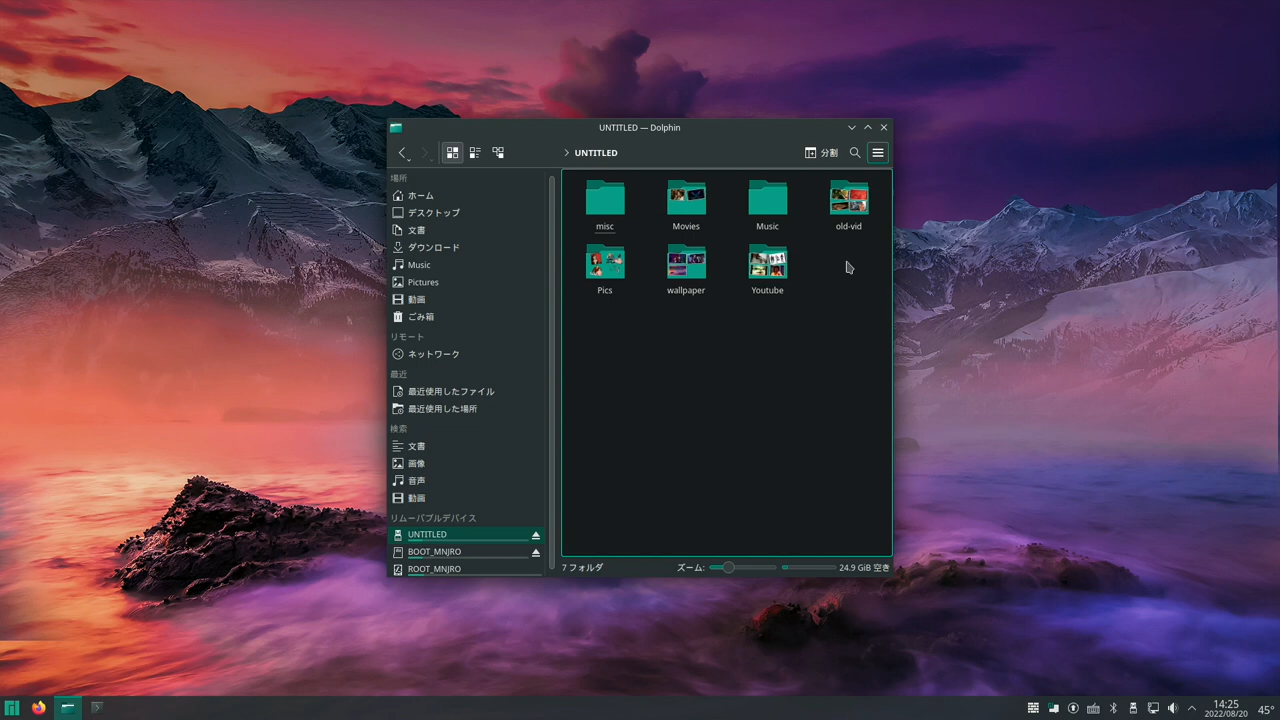 UNTITLED — Dolphin
UNTITLED
分割
場所
ホーム
デスクトップ
文書
ダウンロード
Music
Pictures
動画
ごみ箱
リモート
ネットワーク
最近
最近使用したファイル
最近使用した場所
検索
文書
画像
音声
動画
リムーバブルデバイス
UNTITLED
BOOT_MNJRO
ROOT_MNJRO
misc
Movies
Music
old-vid
Pics
wallpaper
Youtube
7 フォルダ
ズーム:
24.9 GiB 空き
14:25
2022/08/20
45°